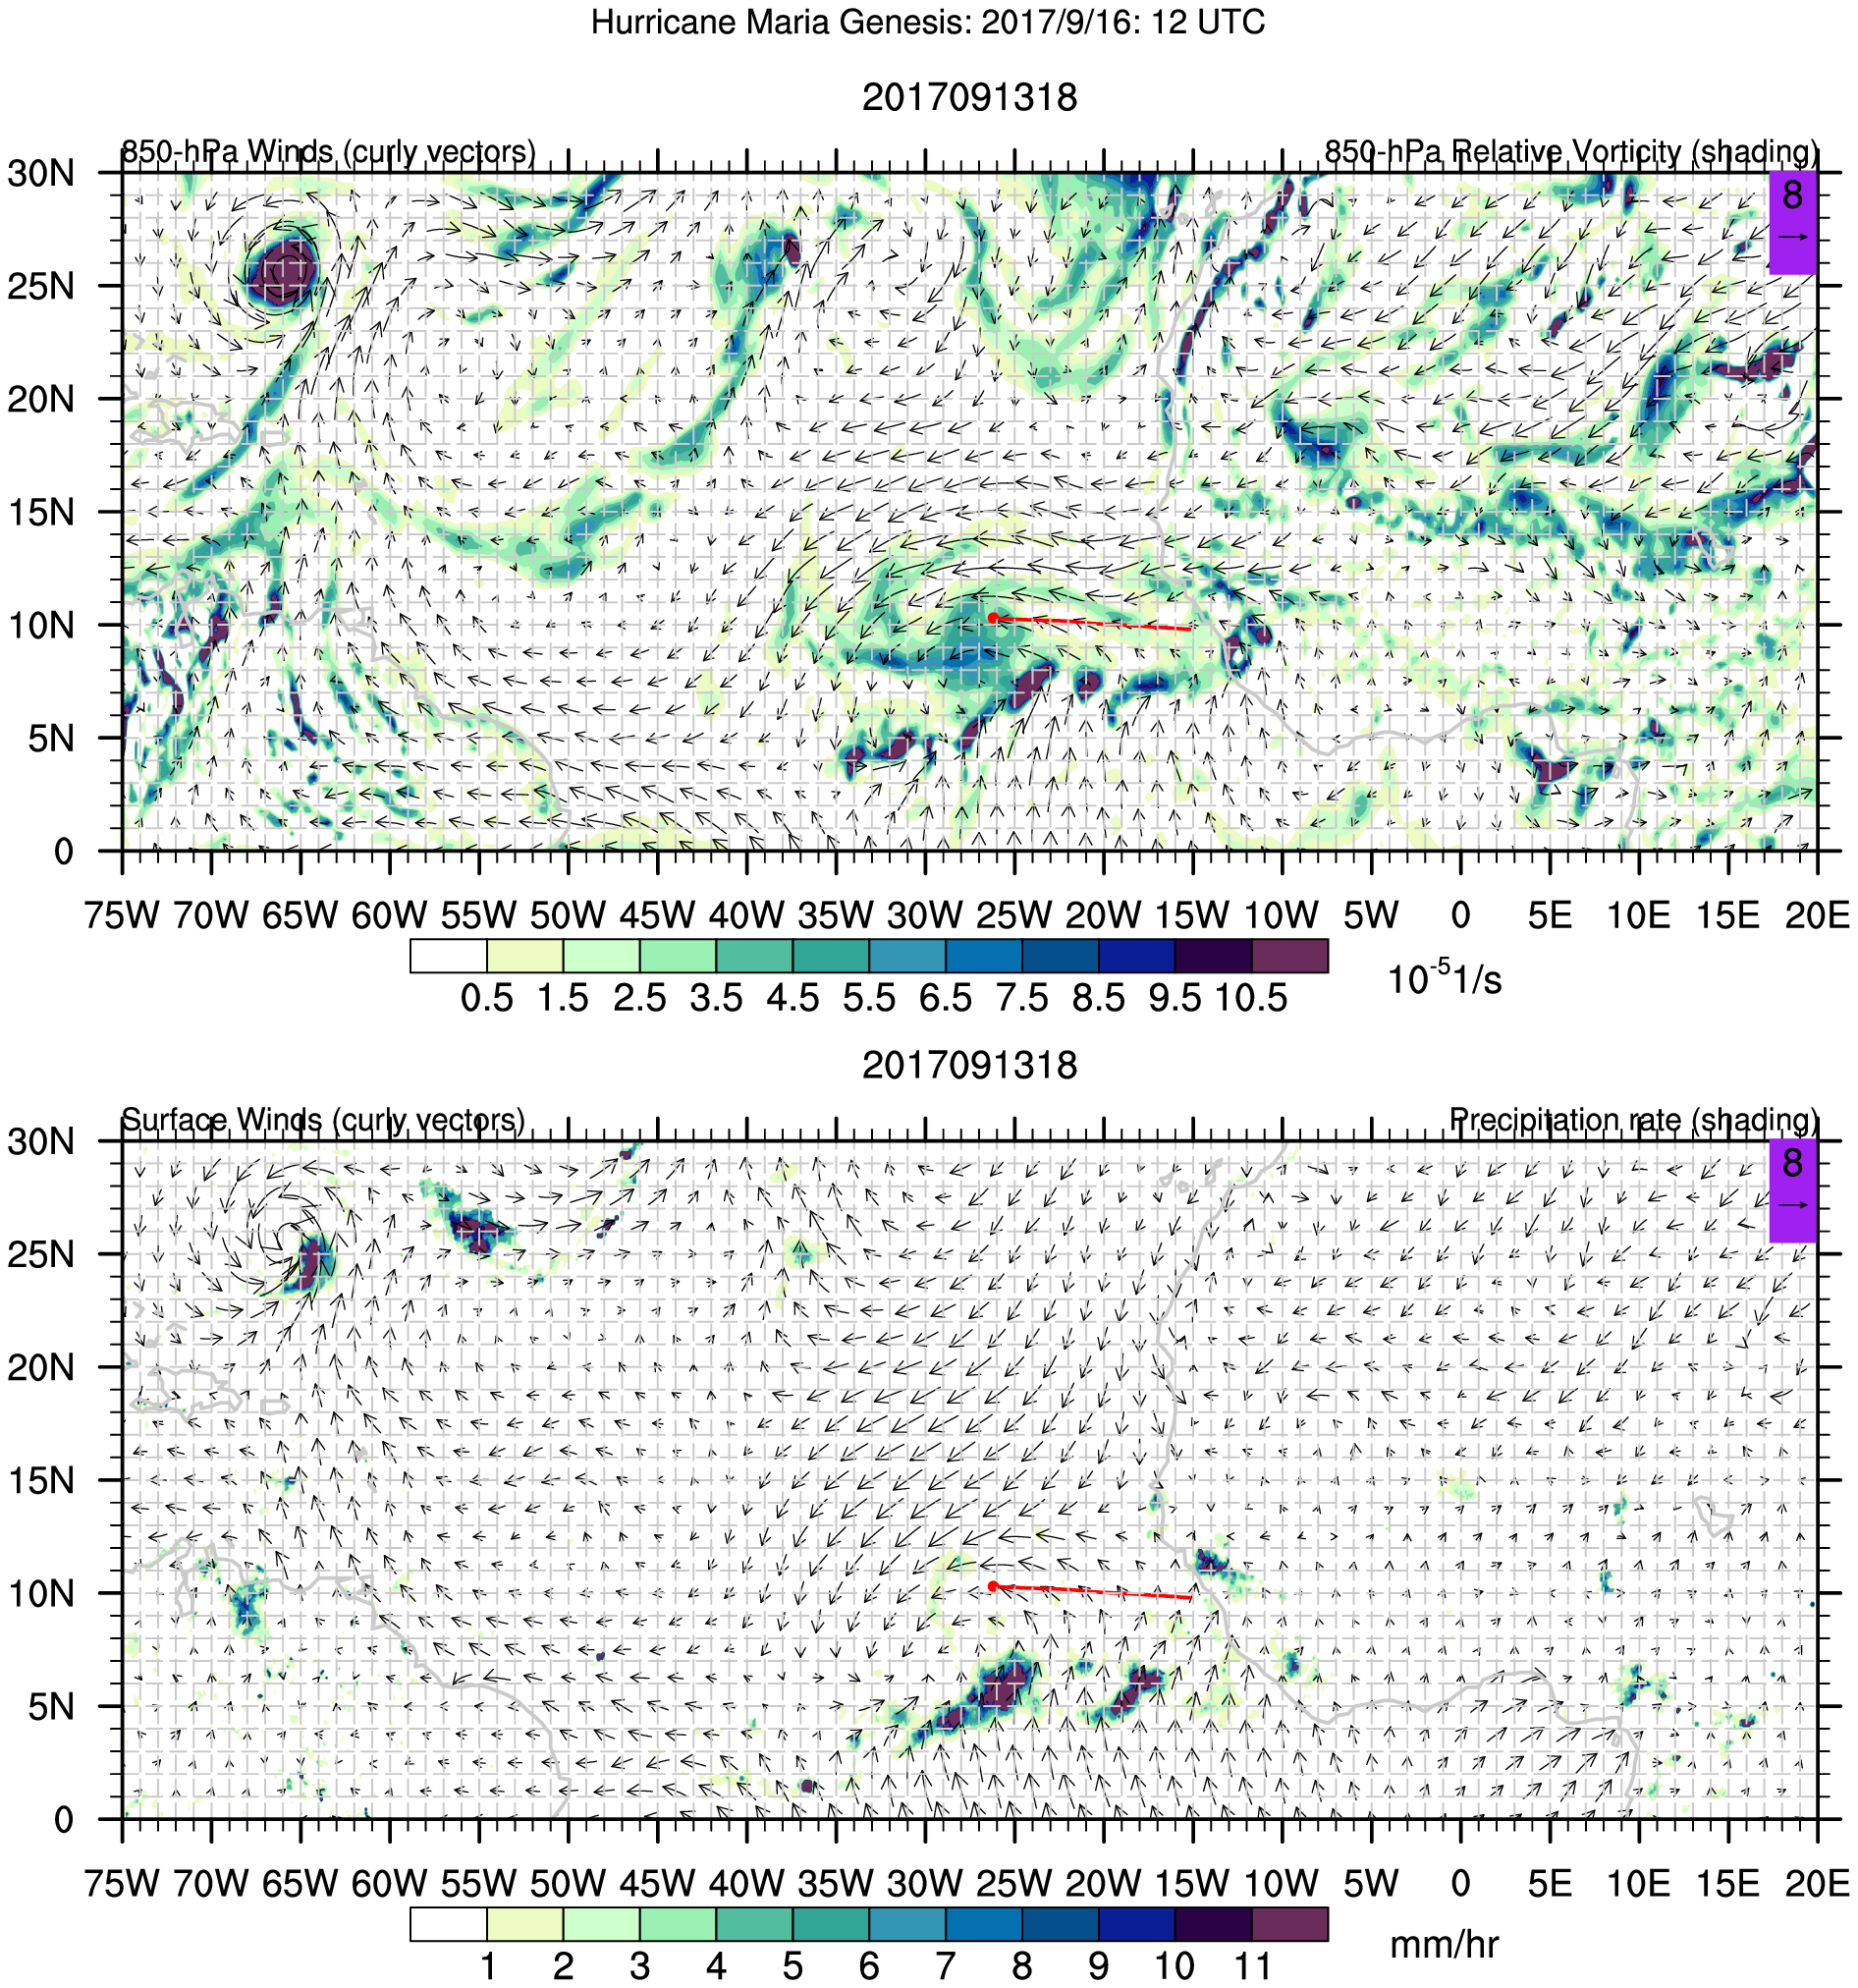 Hurricane Maria Genesis: 2017/9/16: 12 UTC
2017091318
850-hPa Winds (curly vectors) 850-hPa Relative Vorticity (shading)
30N
8
25N
20N
15N
10N
5N
0
75W 70W 65W 60W 55W 50W 45W 40W 35W 30W 25W 20W 15W 10W 5W 0 5E 10E 15E 20E
0.5 1.5 2.5 3.5 4.5 5.5 6.5 7.5 8.5 9.5 10.5
10⁻⁵1/s
2017091318
Surface Winds (curly vectors) Precipitation rate (shading)
30N
8
25N
20N
15N
10N
5N
0
75W 70W 65W 60W 55W 50W 45W 40W 35W 30W 25W 20W 15W 10W 5W 0 5E 10E 15E 20E
1 2 3 4 5 6 7 8 9 10 11
mm/hr